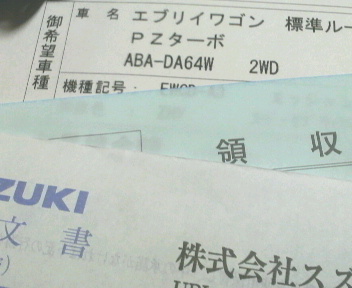 御希望車種
車名 エブリイワゴン 標準ルー
PZターボ
ABA-DA64W 2WD
機種記号:
領収
ZUKI
文書
株式会社スズ